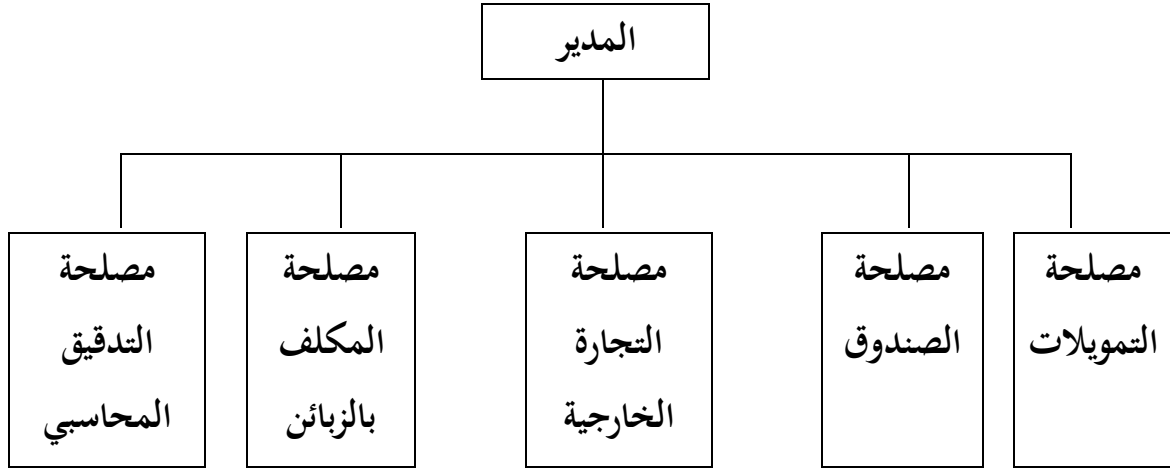 المدير
مصلحة
التمويلات
مصلحة
الصندوق
مصلحة
التجارة
الخارجية
مصلحة
المكلف
بالزبائن
مصلحة
التدقيق
المحاسبي